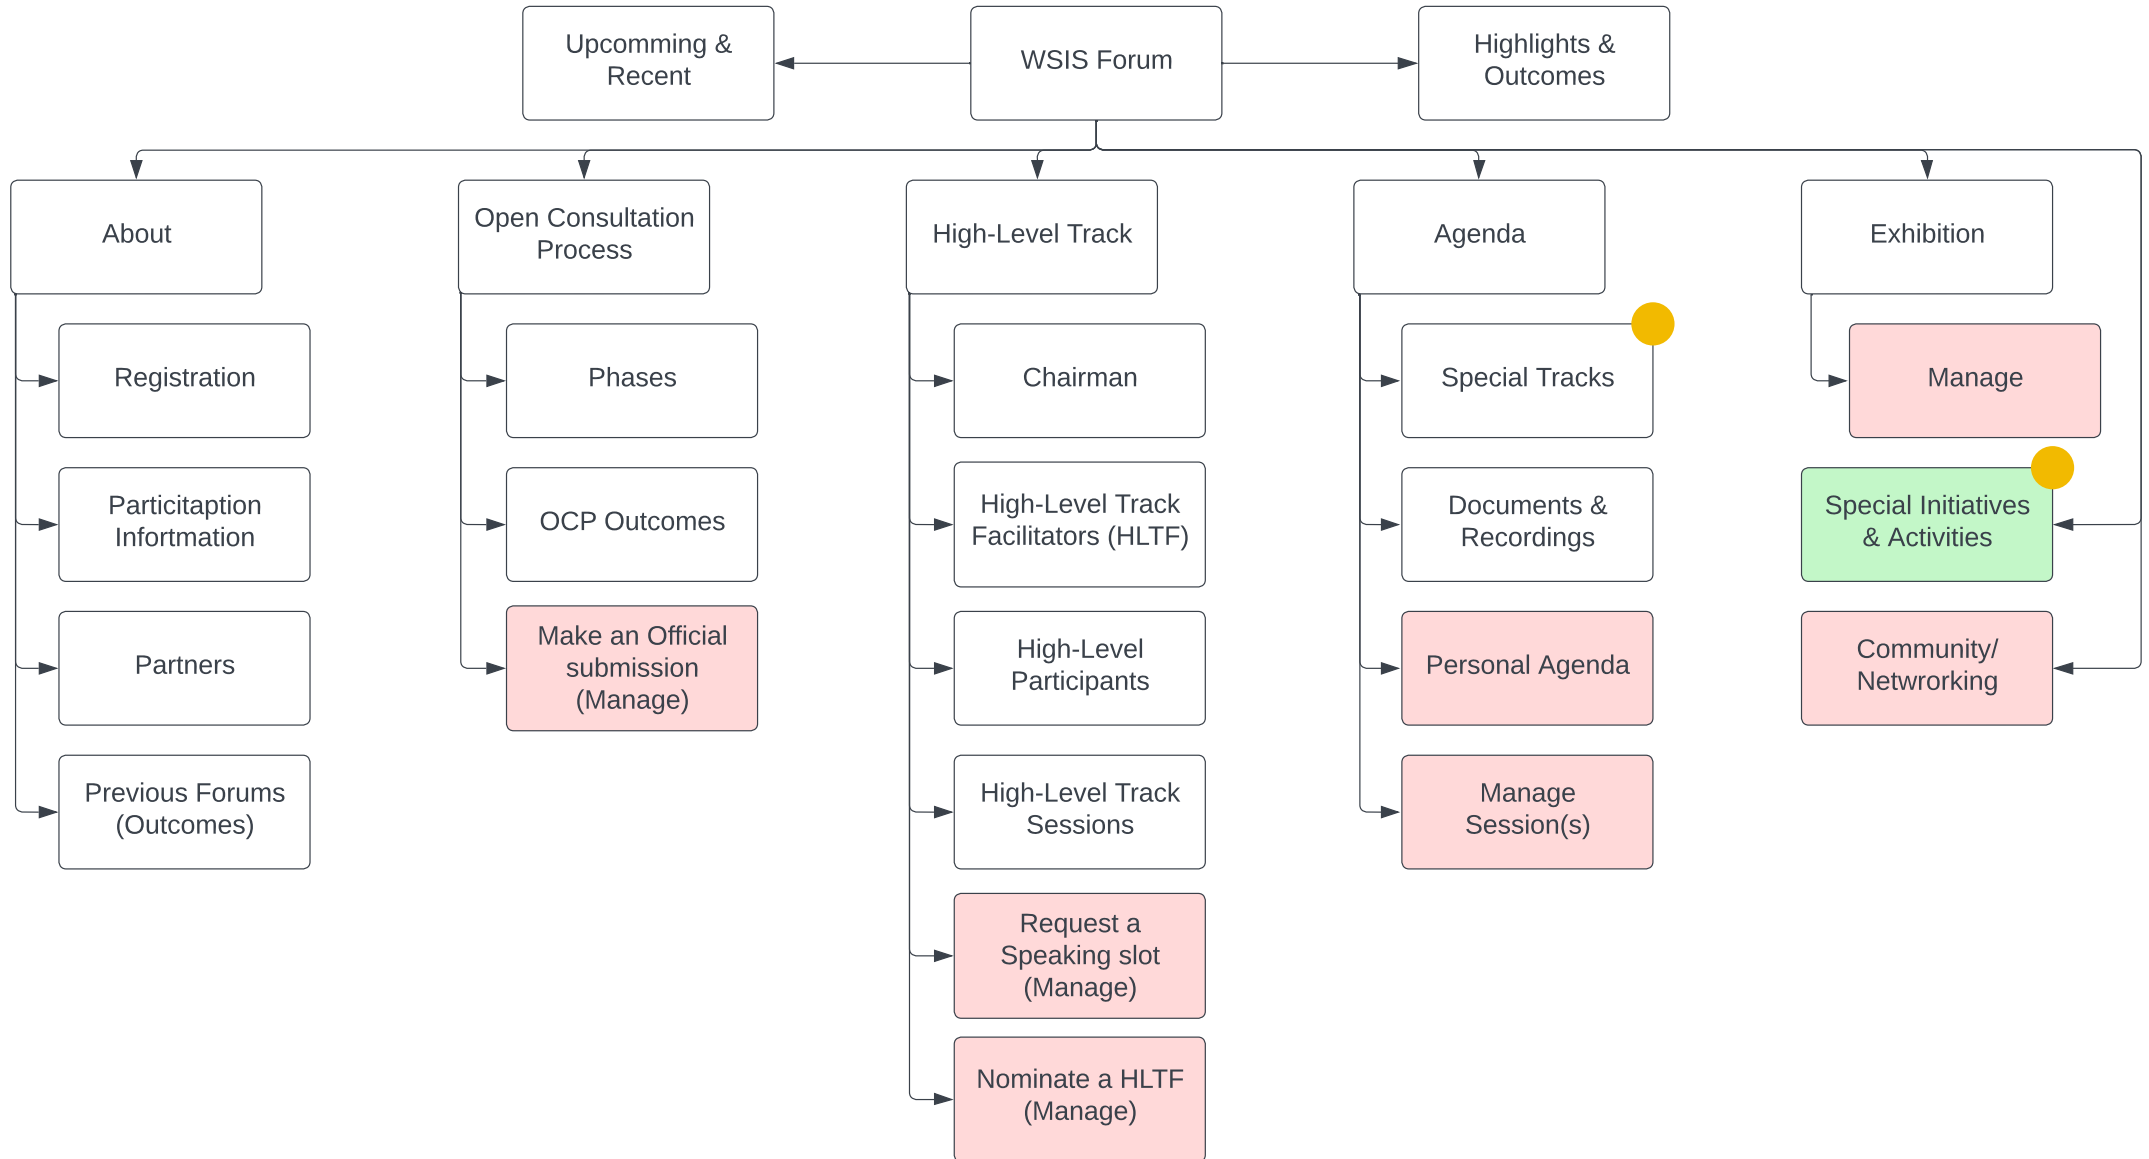 Upcomming &
Recent
WSIS Forum
Highlights &
Outcomes
About
Registration
Particitaption
Infortmation
Partners
Previous Forums
(Outcomes)
Open Consultation
Process
Phases
OCP Outcomes
Make an Official
submission
(Manage)
High-Level Track
Chairman
High-Level Track
Facilitators (HLTF)
High-Level
Participants
High-Level Track
Sessions
Request a
Speaking slot
(Manage)
Nominate a HLTF
(Manage)
Agenda
Special Tracks
Documents &
Recordings
Personal Agenda
Manage
Session(s)
Exhibition
Manage
Special Initiatives
& Activities
Community/
Netwrorking